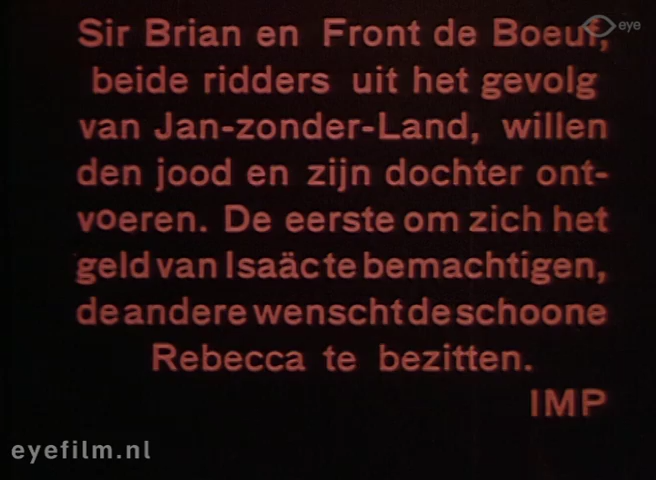 Sir Brian en Front de Boeuf,
beide ridders uit het gevolg
van Jan-zonder-Land, willen
den jood en zijn dochter ont-
voeren. De eerste om zich het
geld van Isaäc te bemachtigen,
de andere wenscht de schoone
Rebecca te bezitten.
IMP
eye
eyefilm.nl